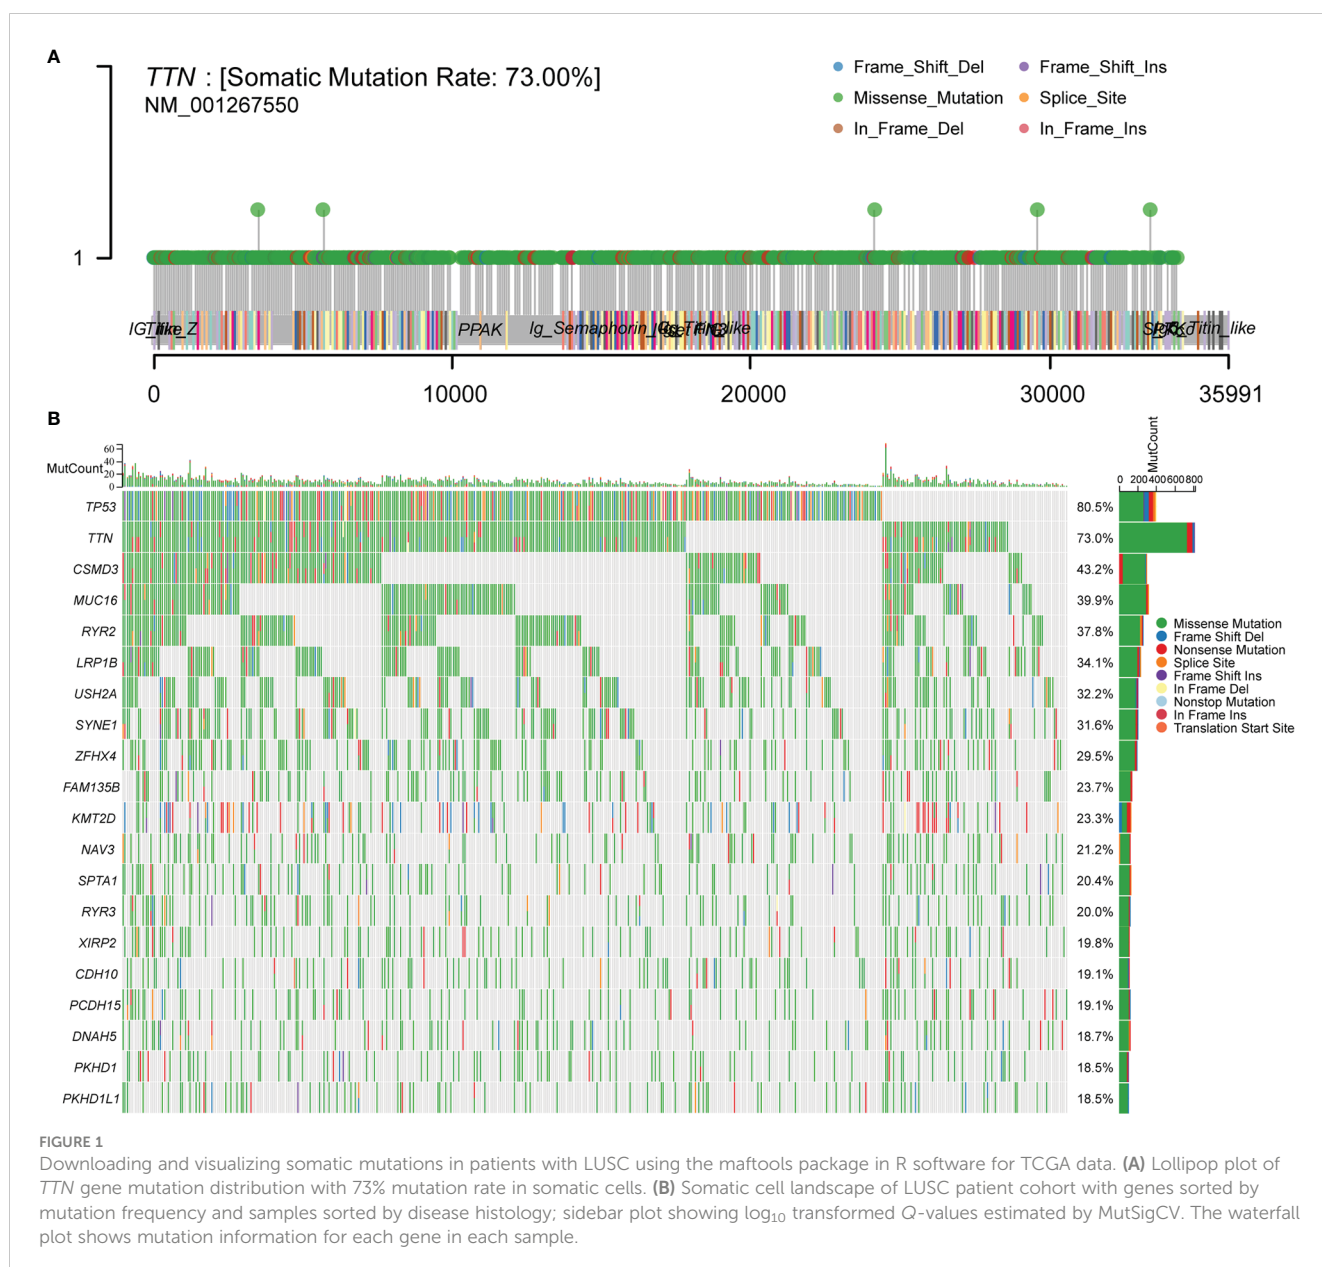 A
TTN : [Somatic Mutation Rate: 73.00%]
NM_001267550
Frame_Shift_Del
Frame_Shift_Ins
Missense_Mutation
Splice_Site
In_Frame_Del
In_Frame_Ins
1
PPAK
Ig_Semaphorin_
0 10000 20000 30000 35991
B
MutCount
60
40
20
0
MutCount
0 200 400 600 800
TP53 80.5%
TTN 73.0%
CSMD3 43.2%
MUC16 39.9%
RYR2 37.8%
LRP1B 34.1%
USH2A 32.2%
SYNE1 31.6%
ZFHX4 29.5%
FAM135B 23.7%
KMT2D 23.3%
NAV3 21.2%
SPTA1 20.4%
RYR3 20.0%
XIRP2 19.8%
CDH10 19.1%
PCDH15 19.1%
DNAH5 18.7%
PKHD1 18.5%
PKHD1L1 18.5%
Missense Mutation
Frame Shift Del
Nonsense Mutation
Splice Site
Frame Shift Ins
In Frame Del
Nonstop Mutation
In Frame Ins
Translation Start Site
FIGURE 1
Downloading and visualizing somatic mutations in patients with LUSC using the maftools package in R software for TCGA data. (A) Lollipop plot of
TTN gene mutation distribution with 73% mutation rate in somatic cells. (B) Somatic cell landscape of LUSC patient cohort with genes sorted by
mutation frequency and samples sorted by disease histology; sidebar plot showing log10 transformed Q-values estimated by MutSigCV. The waterfall
plot shows mutation information for each gene in each sample.